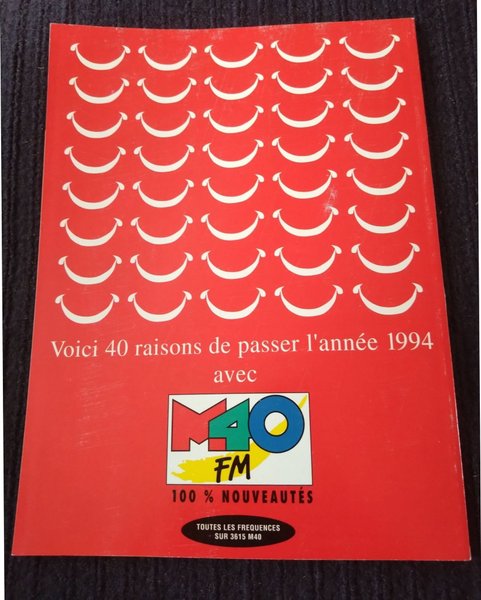 Voici 40 raisons de passer l'année 1994
avec
M40
FM
100 % NOUVEAUTÉS
TOUTES LES FREQUENCES
SUR 3615 M40